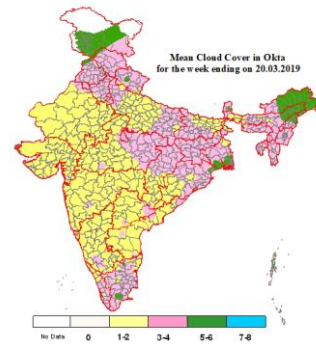 Mean Cloud Cover in Okta
for the week ending on 20.03.2019
No Data 0 1-2 3-4 5-6 7-8